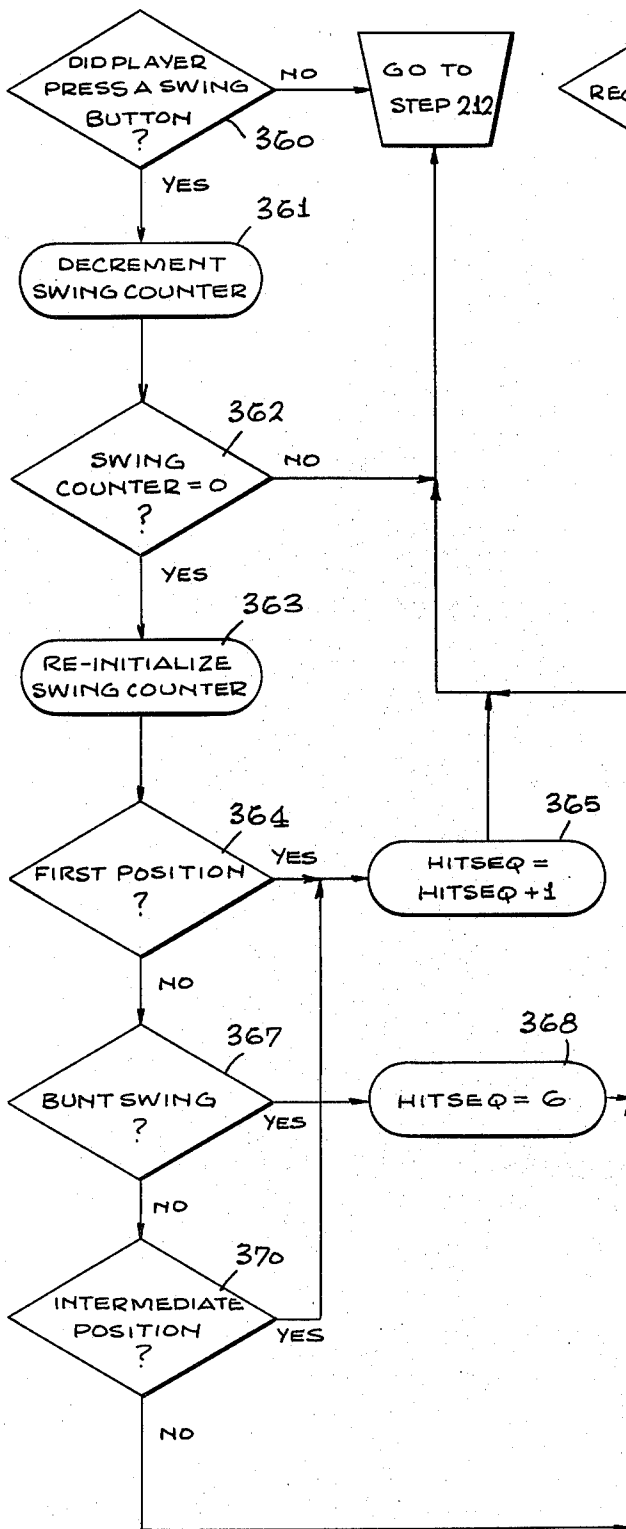 DID PLAYER
PRESS A SWING
BUTTON
?
360
NO
GO TO
STEP 212
YES
361
DECREMENT
SWING COUNTER
362
SWING
COUNTER = 0
?
NO
YES
363
RE-INITIALIZE
SWING COUNTER
364
FIRST POSITION
?
YES
365
HITSEQ =
HITSEQ +1
NO
367
BUNT SWING
?
YES
368
HITSEQ = 6
NO
370
INTERMEDIATE
POSITION
?
YES
NO